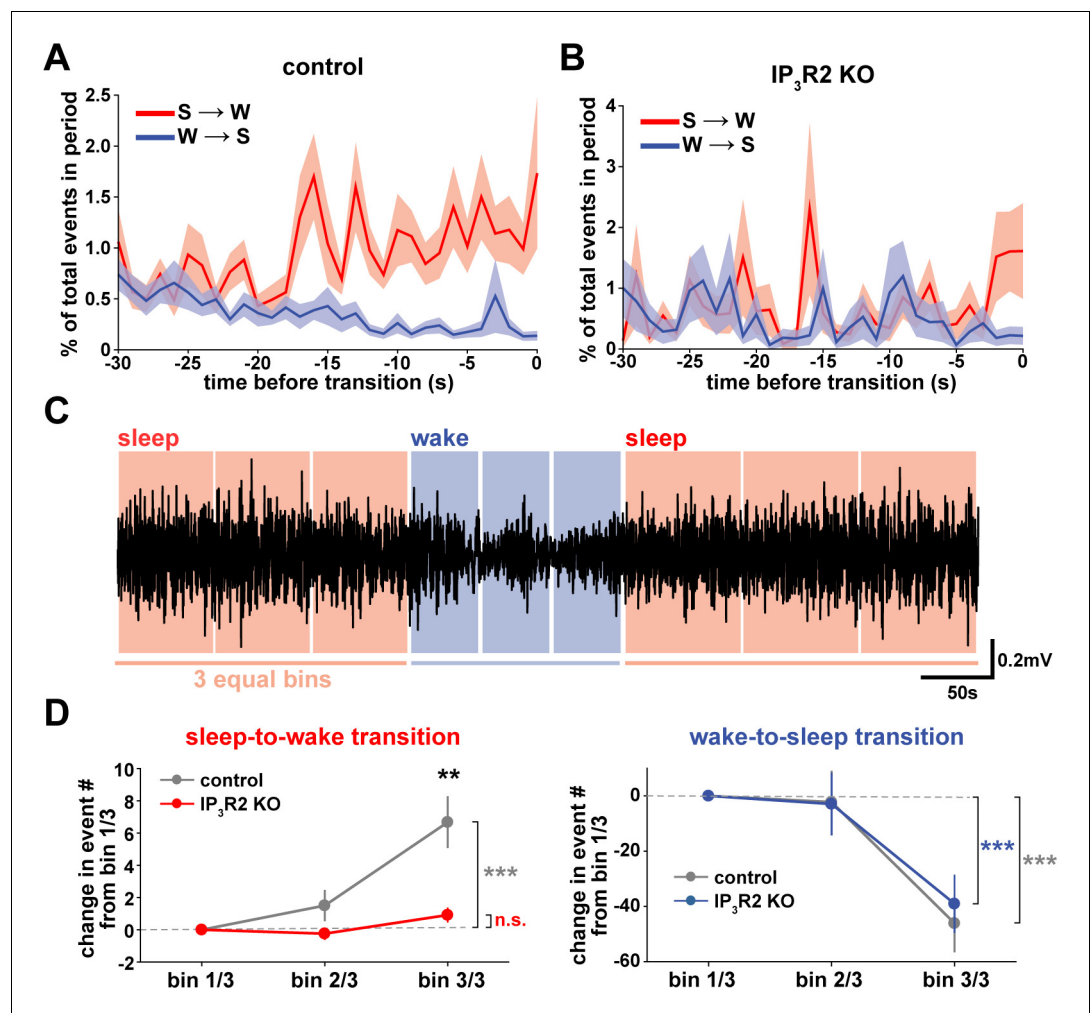 A
control
2.5
2.0
1.5
1.0
0.5
0
S → W
W → S
% of total events in period
-30
-20
-10
0
time before transition (s)
B
IP3R2 KO
4
3
2
1
0
S → W
W → S
% of total events in period
-30
-25
-20
-15
-10
-5
0
time before transition (s)
C
sleep
wake
sleep
3 equal bins
0.2mV
50s
D
sleep-to-wake transition
10
8
6
4
2
0
-2
control
IP3R2 KO
**
***
n.s.
change in event #
from bin 1/3
bin 1/3
bin 2/3
bin 3/3
wake-to-sleep transition
0
-20
-40
-60
control
IP3R2 KO
***
***
change in event #
from bin 1/3
bin 1/3
bin 2/3
bin 3/3